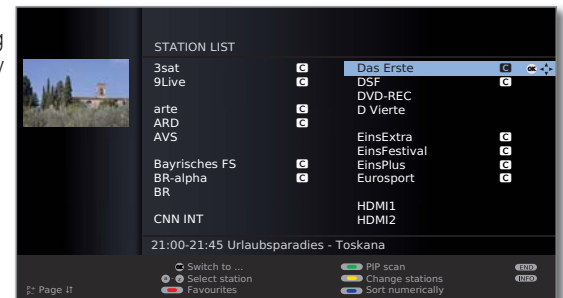 g
y
STATION LIST
3sat C
9Live C
arte C
ARD C
AVS
Bayrisches FS C
BR-alpha C
BR
CNN INT
Das Erste C OK
DSF C
DVD-REC
D Vierte
EinsExtra C
EinsFestival C
EinsPlus C
Eurosport C
HDMI1
HDMI2
21:00-21:45 Urlaubsparadies - Toskana
OK Switch to ...
Select station
Favourites
PIP scan
Change stations
Sort numerically
END
INFO
P+ P- Page